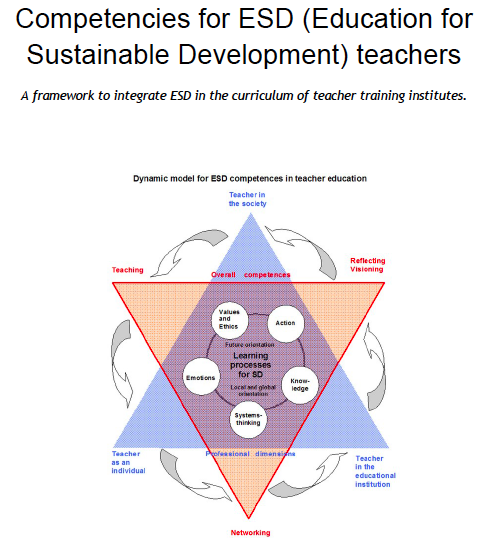 Competencies for ESD (Education for
Sustainable Development) teachers
A framework to integrate ESD in the curriculum of teacher training institutes.
Dynamic model for ESD competences in teacher education
Teacher in
the society
Teaching
Overall competences
Reflecting
Visioning
Values
and
Ethics
Action
Future orientation
Learning
processes
for SD
Emotions
Know-
ledge
Local and global
orientation
Systems-
thinking
Teacher
as an
individual
Professional dimensions
Teacher
in the
educational
institution
Networking